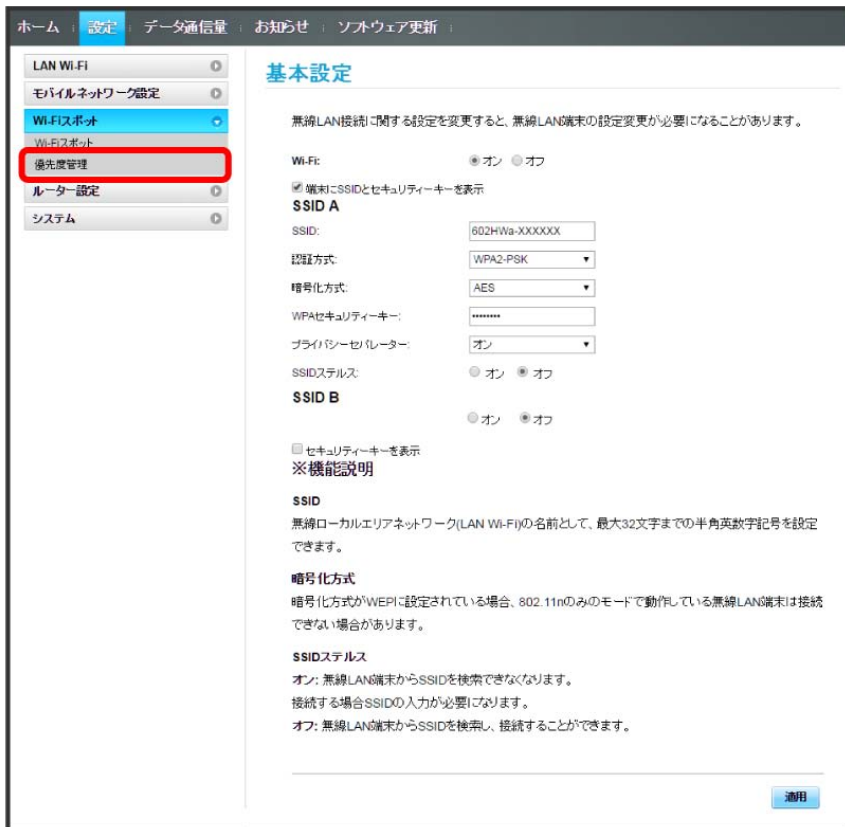 ホーム 設定 データ通信量 お知らせ ソフトウェア更新
LAN Wi-Fi
モバイルネットワーク設定
Wi-Fiスポット
Wi-Fiスポット
優先度管理
ルーター設定
システム
基本設定
無線LAN接続に関する設定を変更すると、無線LAN端末の設定変更が必要になることがあります。
Wi-Fi: オン オフ
端末にSSIDとセキュリティーキーを表示
SSID A
SSID: 602HWa-XXXXXX
認証方式: WPA2-PSK
暗号化方式: AES
WPAセキュリティーキー: ••••••••
プライバシーセパレーター: オン
SSIDステルス: オン オフ
SSID B
オン オフ
セキュリティーキーを表示
※機能説明
SSID
無線ローカルエリアネットワーク(LAN Wi-Fi)の名前として、最大32文字までの半角英数字記号を設定
できます。
暗号化方式
暗号化方式がWEPに設定されている場合、802.11nのみのモードで動作している無線LAN端末は接続
できない場合があります。
SSIDステルス
オン: 無線LAN端末からSSIDを検索できなくなります。
接続する場合SSIDの入力が必要になります。
オフ: 無線LAN端末からSSIDを検索し、接続することができます。
適用